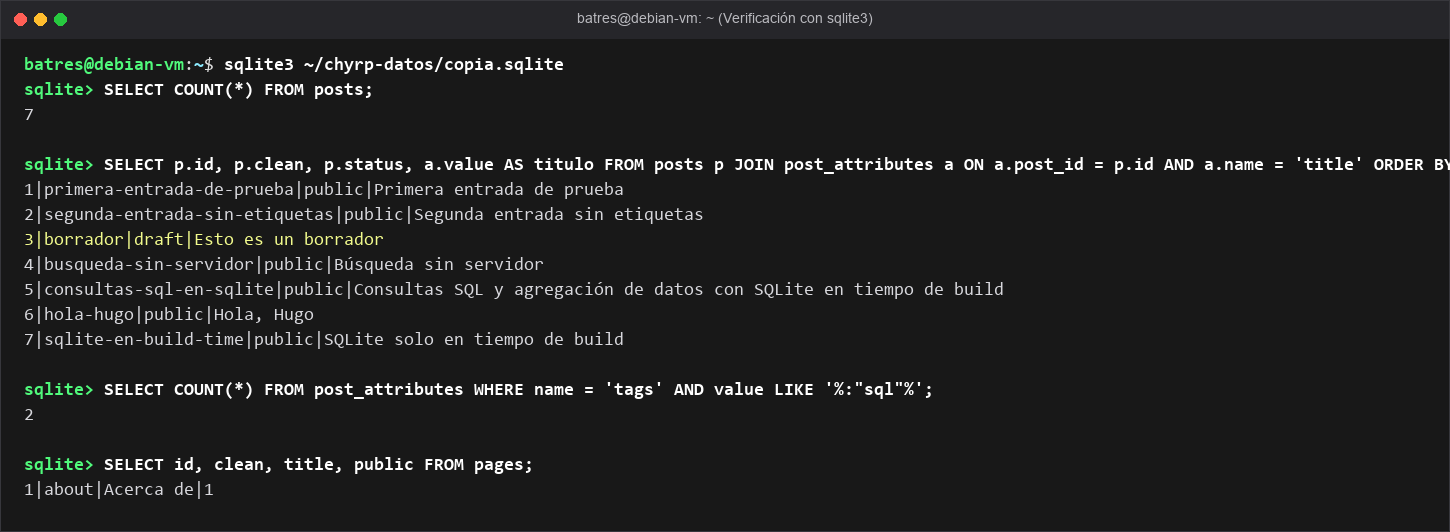 batres@debian-vm: ~ (Verificación con sqlite3)
batres@debian-vm:~$ sqlite3 ~/chyrp-datos/copia.sqlite
sqlite> SELECT COUNT(*) FROM posts;
7
sqlite> SELECT p.id, p.clean, p.status, a.value AS titulo FROM posts p JOIN post_attributes a ON a.post_id = p.id AND a.name = 'title' ORDER BY
1|primera-entrada-de-prueba|public|Primera entrada de prueba
2|segunda-entrada-sin-etiquetas|public|Segunda entrada sin etiquetas
3|borrador|draft|Esto es un borrador
4|busqueda-sin-servidor|public|Búsqueda sin servidor
5|consultas-sql-en-sqlite|public|Consultas SQL y agregación de datos con SQLite en tiempo de build
6|hola-hugo|public|Hola, Hugo
7|sqlite-en-build-time|public|SQLite solo en tiempo de build
sqlite> SELECT COUNT(*) FROM post_attributes WHERE name = 'tags' AND value LIKE '%:"sql"%';
2
sqlite> SELECT id, clean, title, public FROM pages;
1|about|Acerca de|1